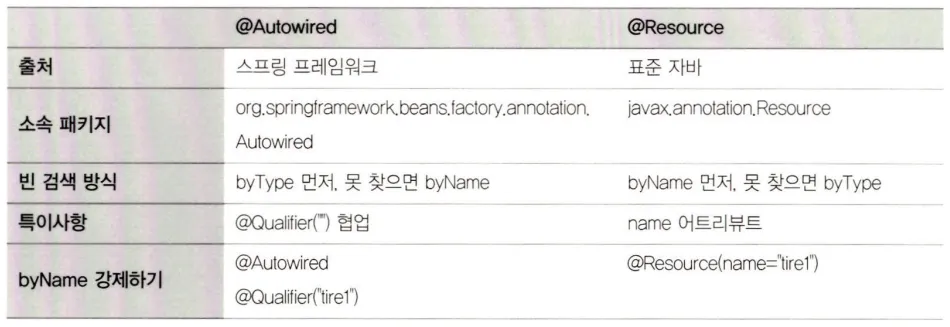 @Autowired @Resource
출처 스프링 프레임워크 표준 자바
소속 패키지 org.springframework.beans.factory.annotation. javax.annotation.Resource
Autowired
빈 검색 방식 byType 먼저, 못 찾으면 byName byName 먼저, 못 찾으면 byType
특이사항 @Qualifier("") 협업 name 어트리뷰트
byName 강제하기 @Autowired @Resource(name="tire1")
@Qualifier("tire1")